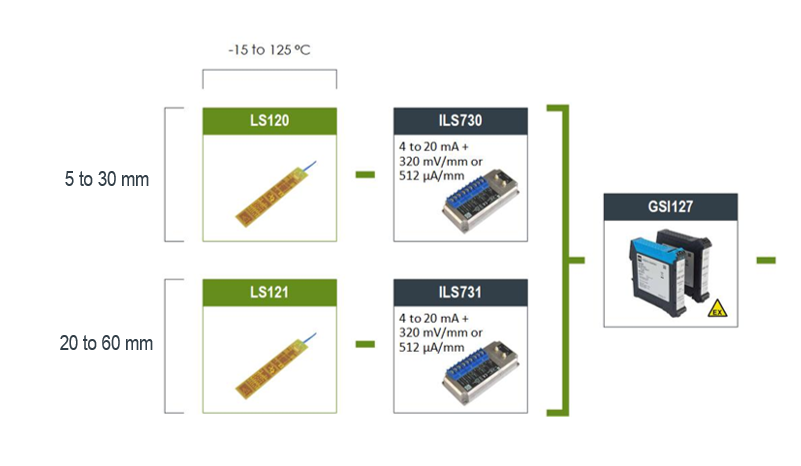 -15 to 125 ºC
LS120
ILS730
4 to 20 mA +
320 mV/mm or
512 µA/mm
5 to 30 mm
GSI127
EX
LS121
ILS731
4 to 20 mA +
320 mV/mm or
512 µA/mm
20 to 60 mm